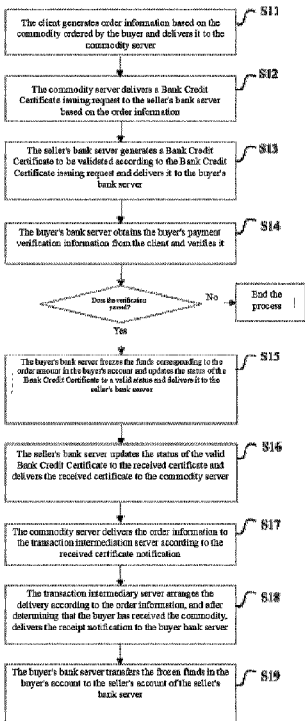 S11
The client generates order information based on the
commodity ordered by the buyer and delivers it to the
commodity server
S12
The commodity server delivers a Bank Credit
Certificate issuing request to the seller's bank server
based on the order information
S13
The seller's bank server generates a Bank Credit
Certificate to be validated according to the Bank Credit
Certificate issuing request and delivers it to the buyer's
bank server
S14
The buyer's bank server obtains the buyer's payment
verification information from the client and verifies it
Does the verification
passed?
No
End the
process
Yes
S15
The buyer's bank server freezes the funds corresponding to the
order amount in the buyer's account and updates the status of the
Bank Credit Certificate to a valid status and delivers it to the
seller's bank server
S16
The seller's bank server updates the status of the valid
Bank Credit Certificate to the received certificate and
delivers the received certificate to the commodity server
S17
The commodity server delivers the order information to
the transaction intermediation server according to the
received certificate notification
S18
The transaction intermediary server arranges the
delivery according to the order information, and after
determining that the buyer has received the commodity,
delivers the receipt notification to the buyer bank server
S19
The buyer's bank server transfers the frozen funds in the
buyer's account to the seller's account of the seller's
bank server